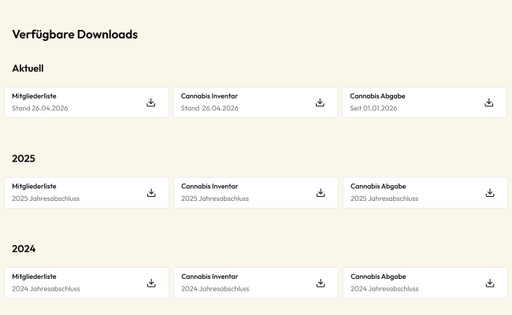 Verfügbare Downloads
Aktuell
Mitgliederliste
Stand 26.04.2026
Cannabis Inventar
Stand 26.04.2026
Cannabis Abgabe
Seit 01.01.2026
2025
Mitgliederliste
2025 Jahresabschluss
Cannabis Inventar
2025 Jahresabschluss
Cannabis Abgabe
2025 Jahresabschluss
2024
Mitgliederliste
2024 Jahresabschluss
Cannabis Inventar
2024 Jahresabschluss
Cannabis Abgabe
2024 Jahresabschluss